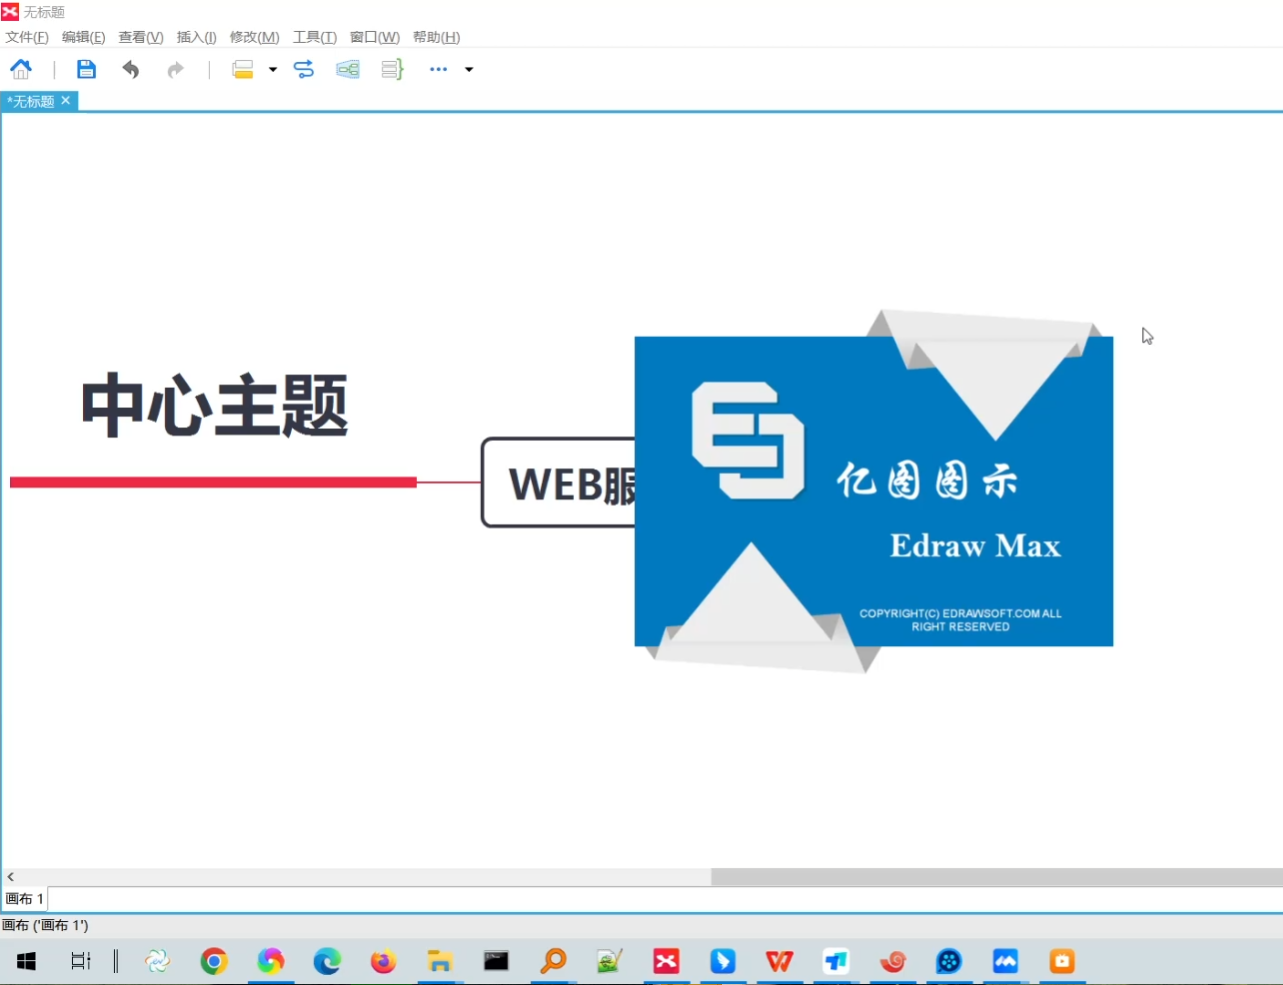 无标题
文件(F) 编辑(E) 查看(V) 插入(I) 修改(M) 工具(T) 窗口(W) 帮助(H)
*无标题
中心主题
WEB服
亿图图示
Edraw Max
COPYRIGHT(C) EDRAWSOFT.COM ALL
RIGHT RESERVED
画布 1
画布 ('画布 1')